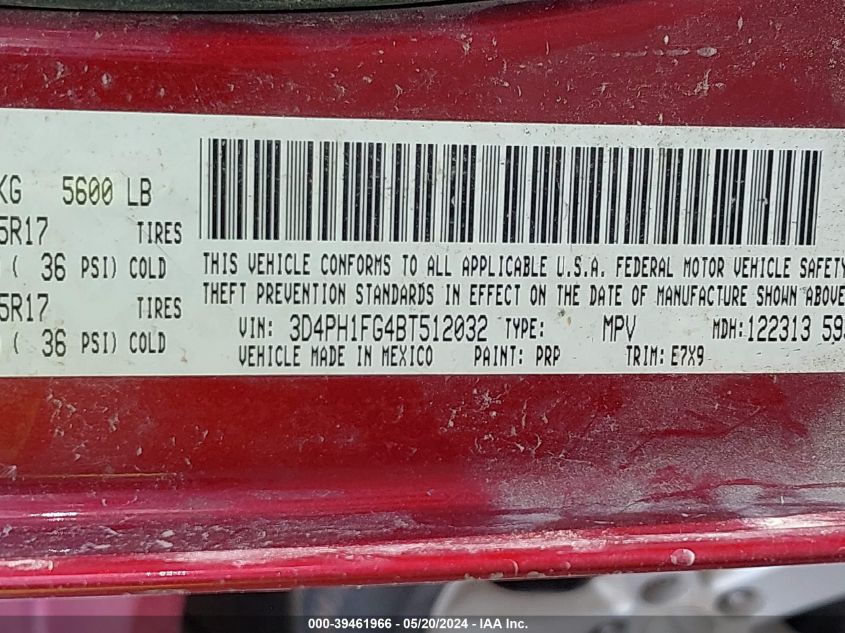 KG 5600 LB
5R17 TIRES
( 36 PSI) COLD
5R17 TIRES
( 36 PSI) COLD
THIS VEHICLE CONFORMS TO ALL APPLICABLE U.S.A. FEDERAL MOTOR VEHICLE SAFETY
THEFT PREVENTION STANDARDS IN EFFECT ON THE DATE OF MANUFACTURE SHOWN ABOVE
VIN: 3D4PH1FG4BT512032 TYPE: MPV MDH:122313 59
VEHICLE MADE IN MEXICO PAINT: PRP TRIM: E7X9
000-39461966 - 05/20/2024 - IAA Inc.